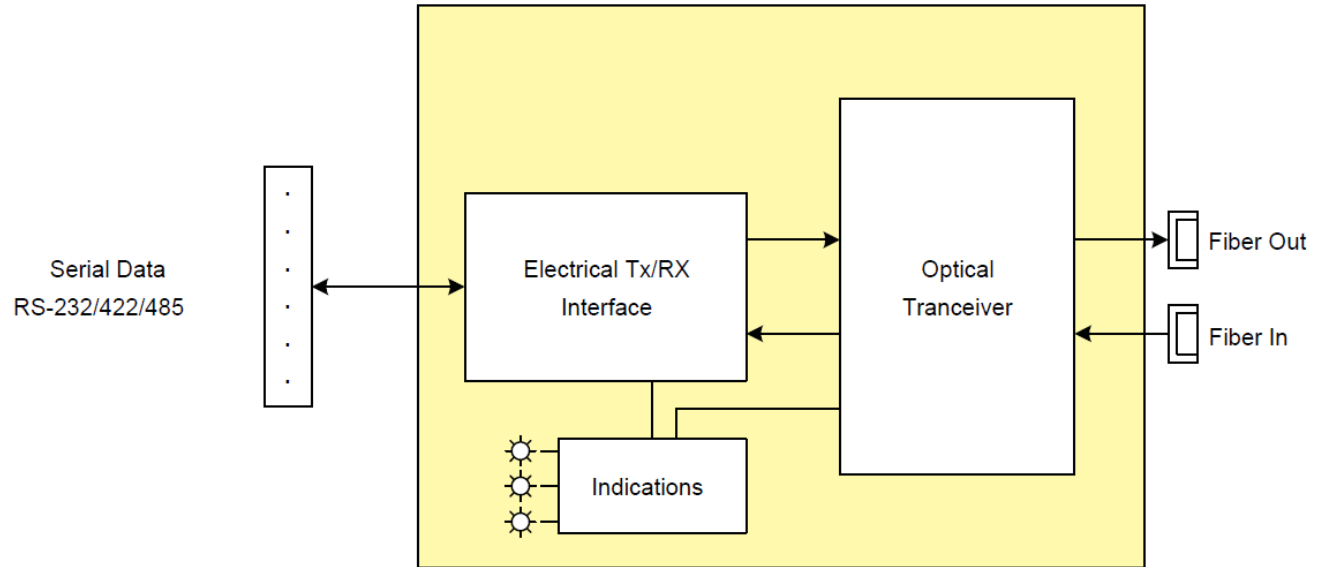 Serial Data
RS-232/422/485
Electrical Tx/RX
Interface
Optical
Tranceiver
Fiber Out
Fiber In
Indications